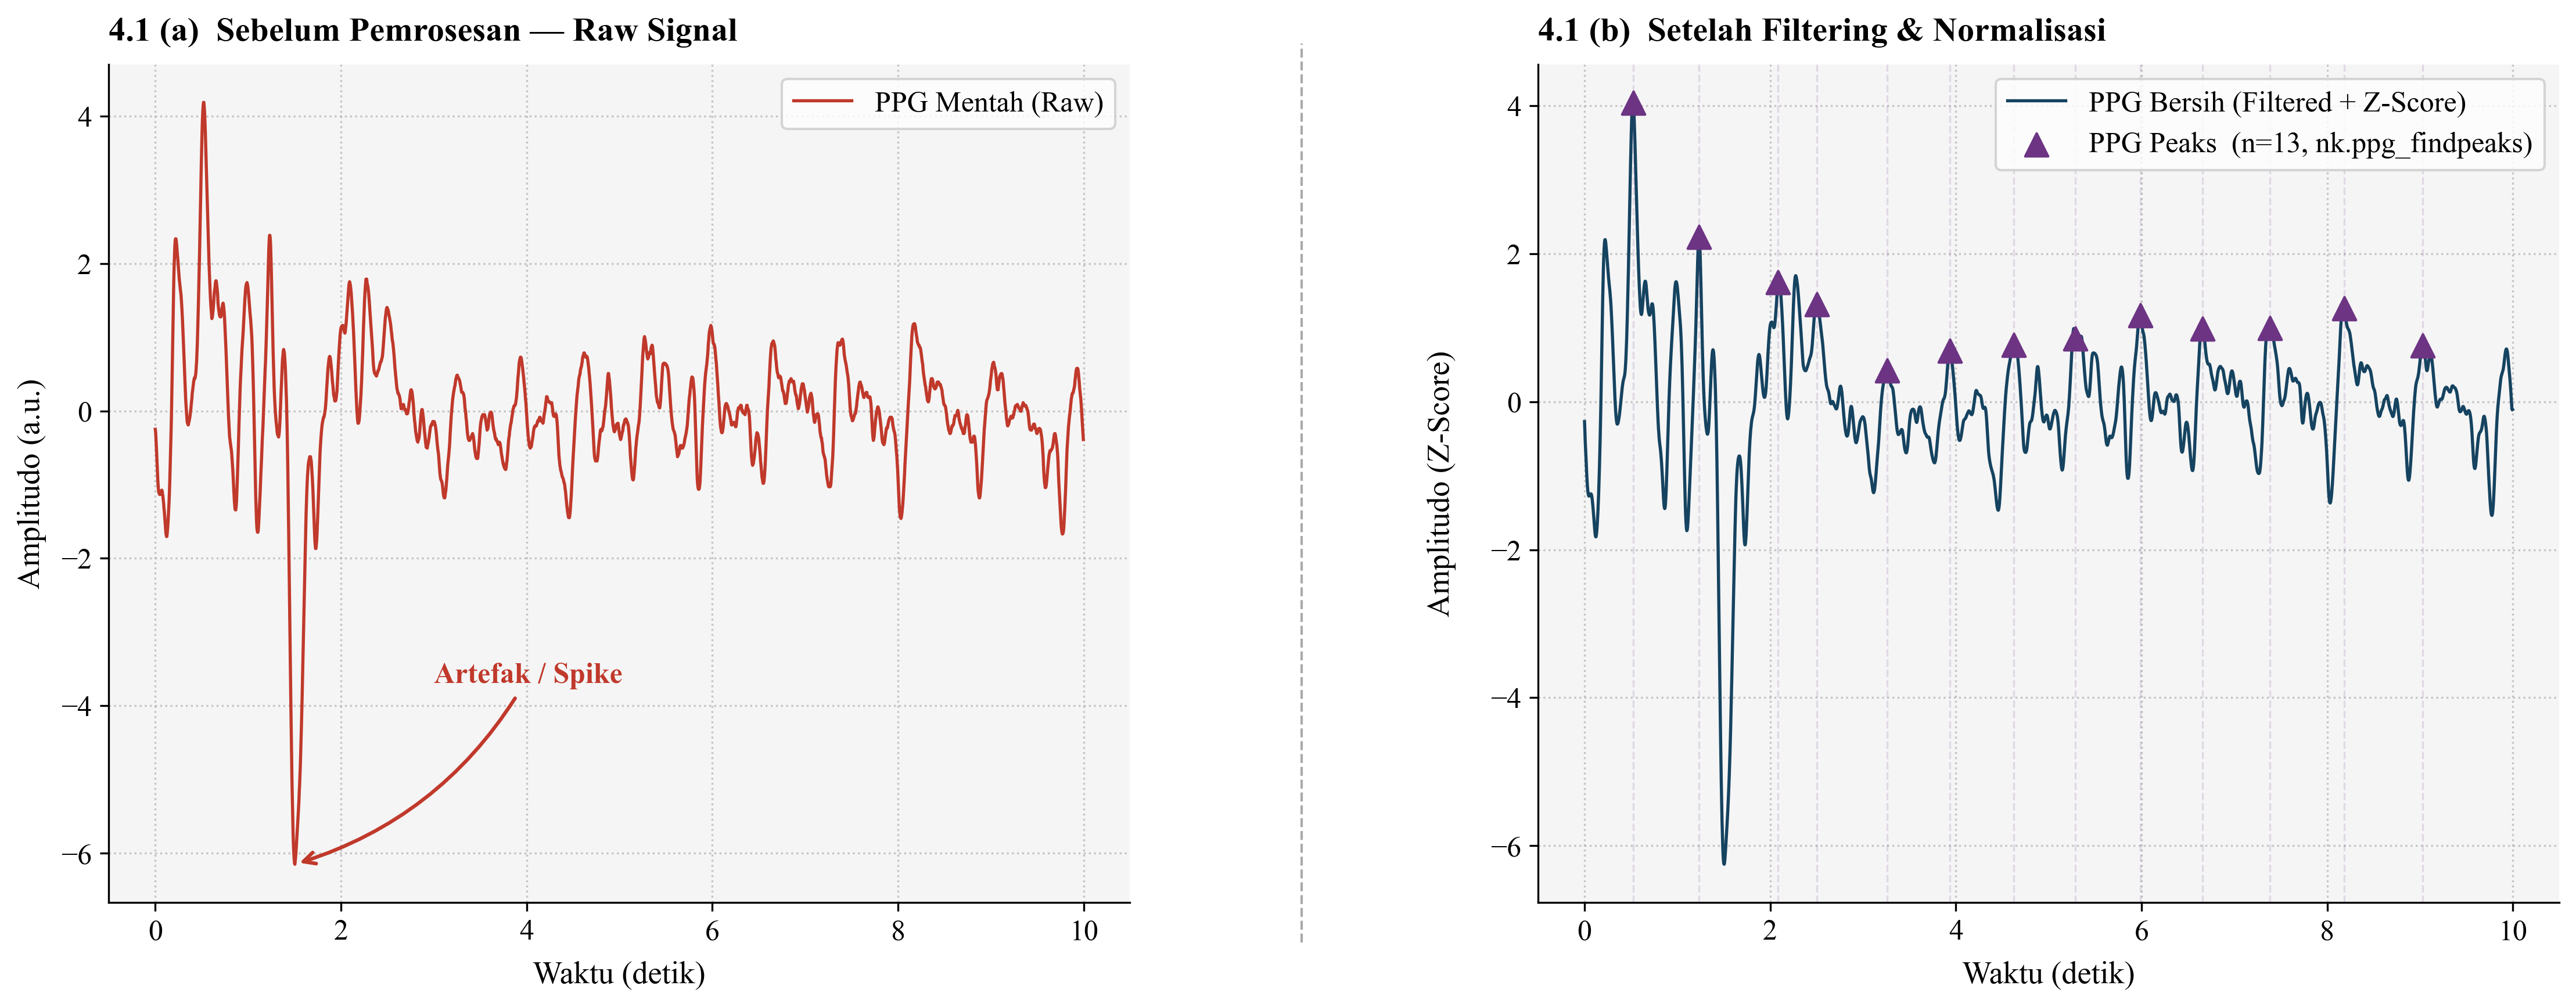 4.1 (a)  Sebelum Pemrosesan — Raw Signal
PPG Mentah (Raw)
Amplitudo (a.u.)
4
2
0
−2
−4
−6
Artefak / Spike
0 2 4 6 8 10
Waktu (detik)
4.1 (b)  Setelah Filtering & Normalisasi
PPG Bersih (Filtered + Z-Score)
PPG Peaks  (n=13, nk.ppg_findpeaks)
Amplitudo (Z-Score)
4
2
0
−2
−4
−6
0 2 4 6 8 10
Waktu (detik)